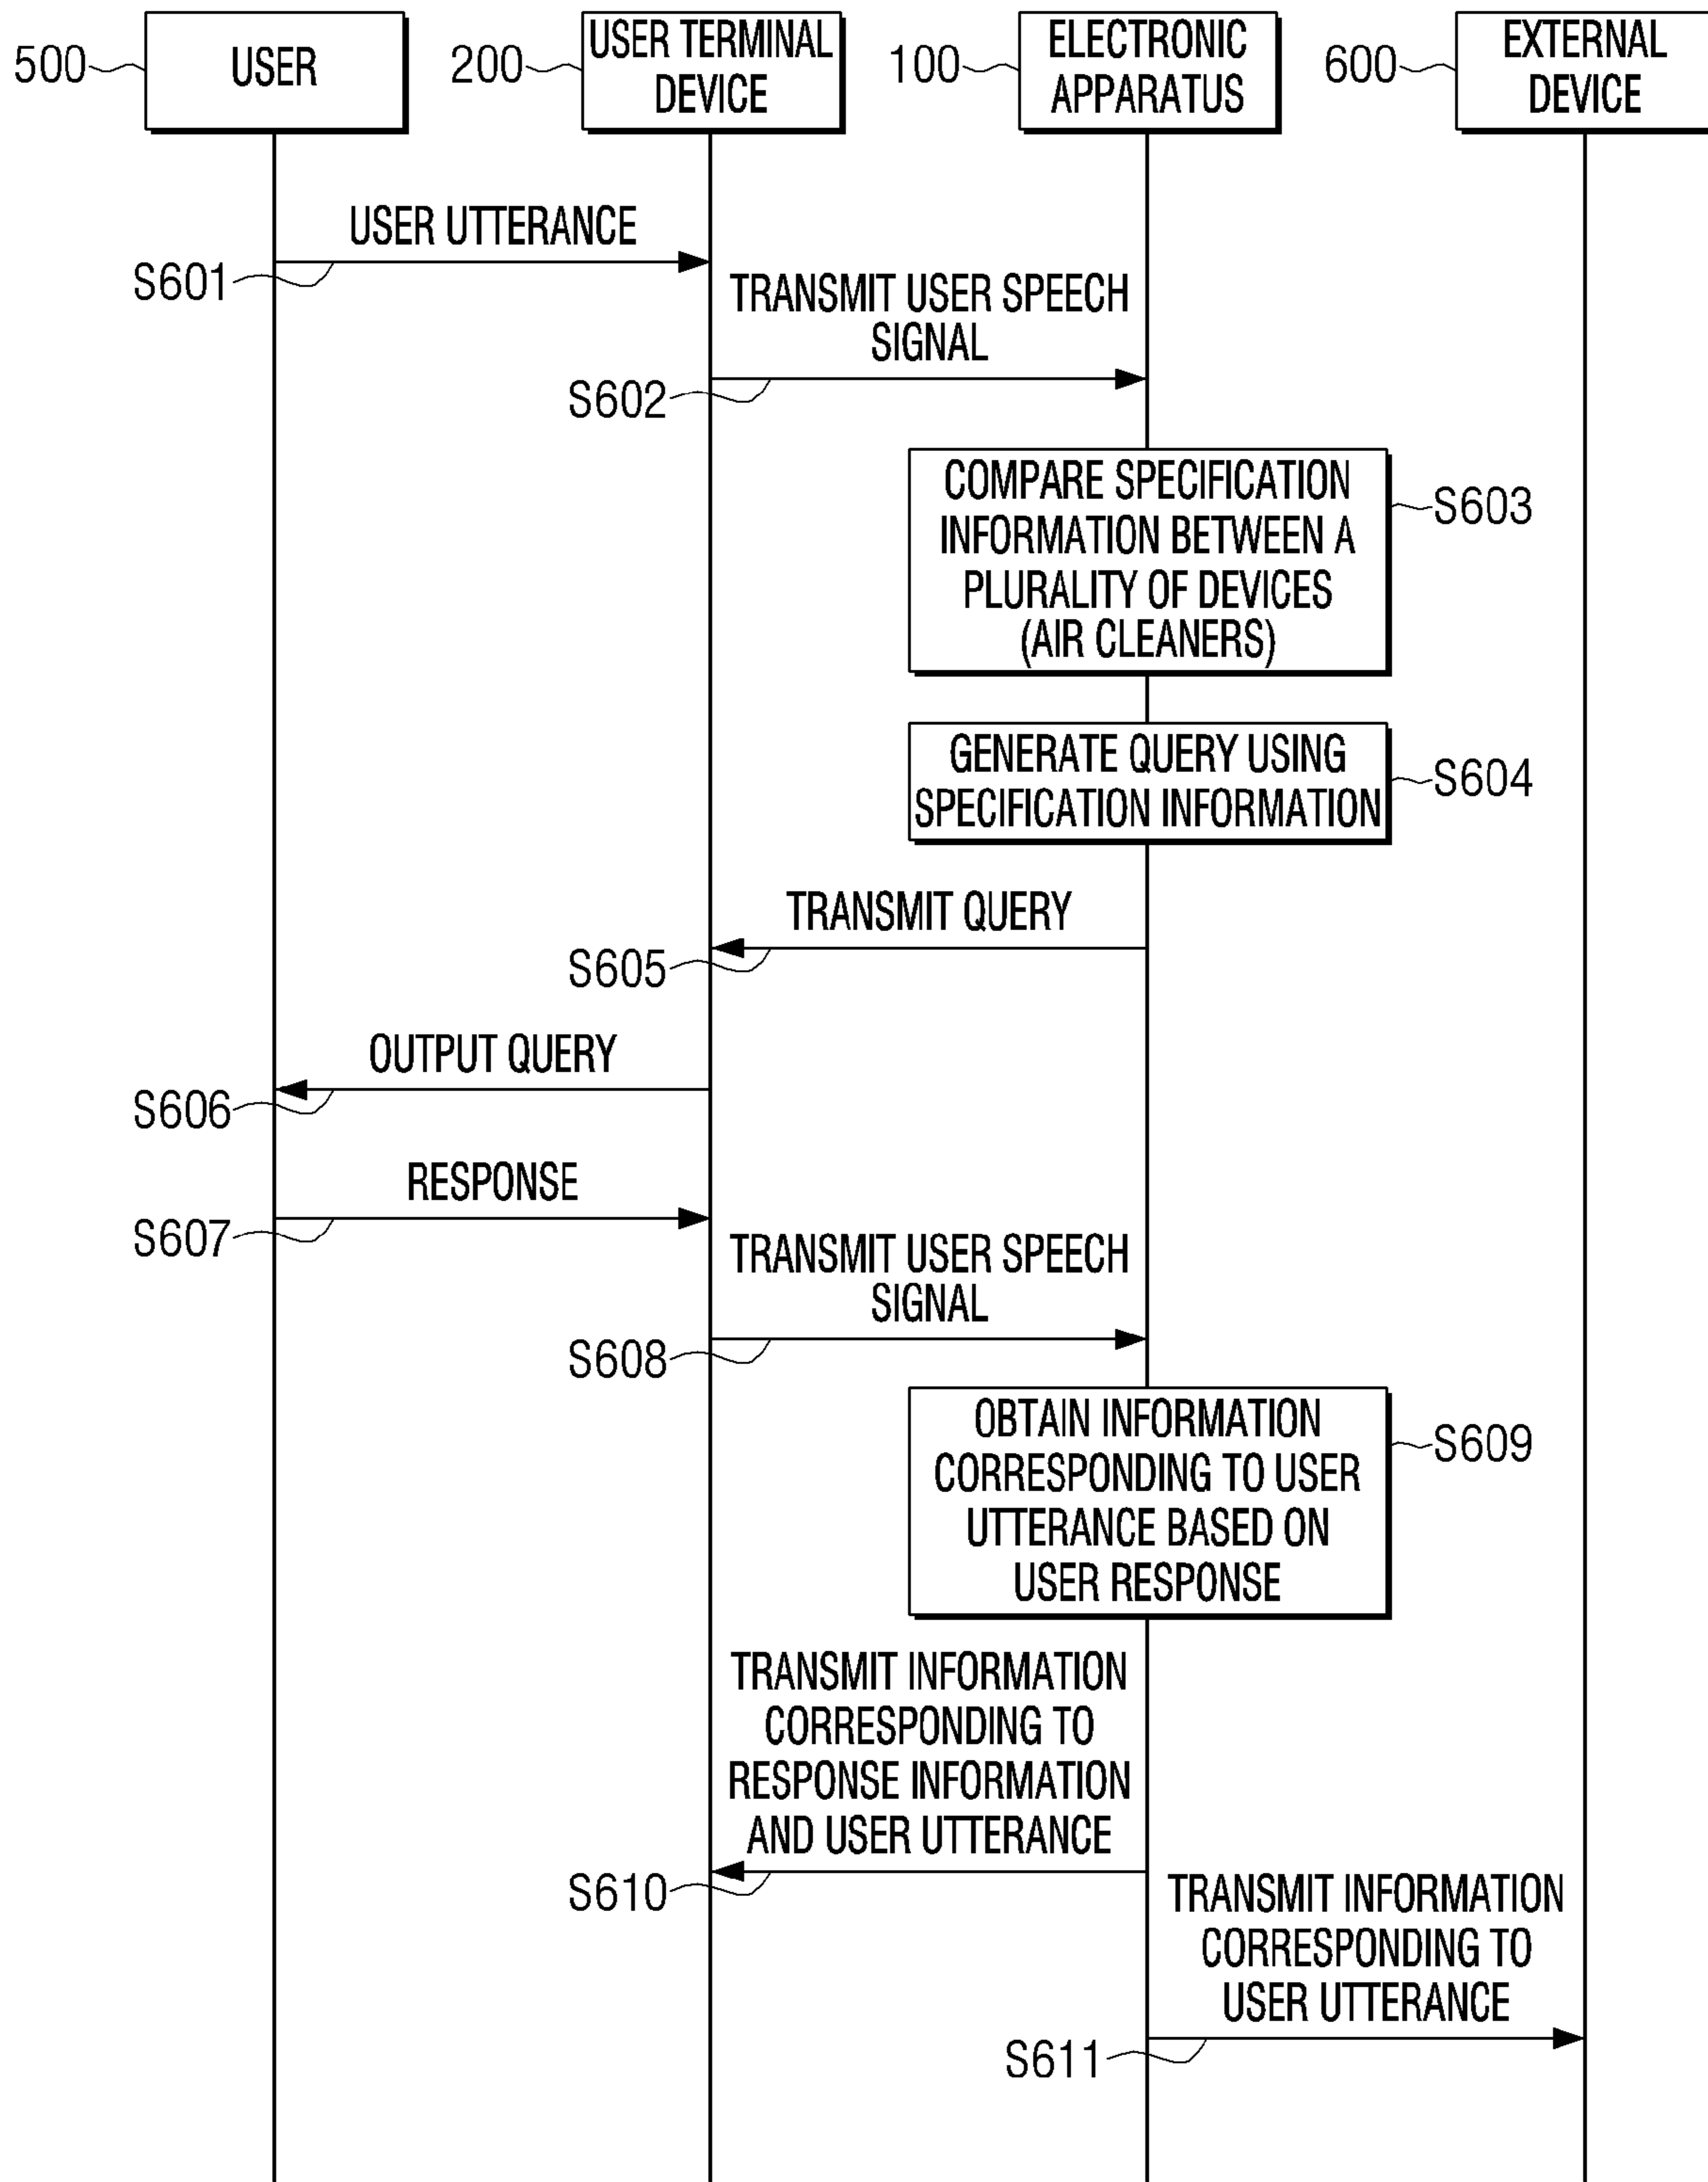 500
USER
200
USER TERMINAL
DEVICE
100
ELECTRONIC
APPARATUS
600
EXTERNAL
DEVICE
USER UTTERANCE
S601
TRANSMIT USER SPEECH
SIGNAL
S602
COMPARE SPECIFICATION
INFORMATION BETWEEN A
PLURALITY OF DEVICES
(AIR CLEANERS)
S603
GENERATE QUERY USING
SPECIFICATION INFORMATION
S604
TRANSMIT QUERY
S605
OUTPUT QUERY
S606
RESPONSE
S607
TRANSMIT USER SPEECH
SIGNAL
S608
OBTAIN INFORMATION
CORRESPONDING TO USER
UTTERANCE BASED ON
USER RESPONSE
S609
TRANSMIT INFORMATION
CORRESPONDING TO
RESPONSE INFORMATION
AND USER UTTERANCE
S610
TRANSMIT INFORMATION
CORRESPONDING TO
USER UTTERANCE
S611